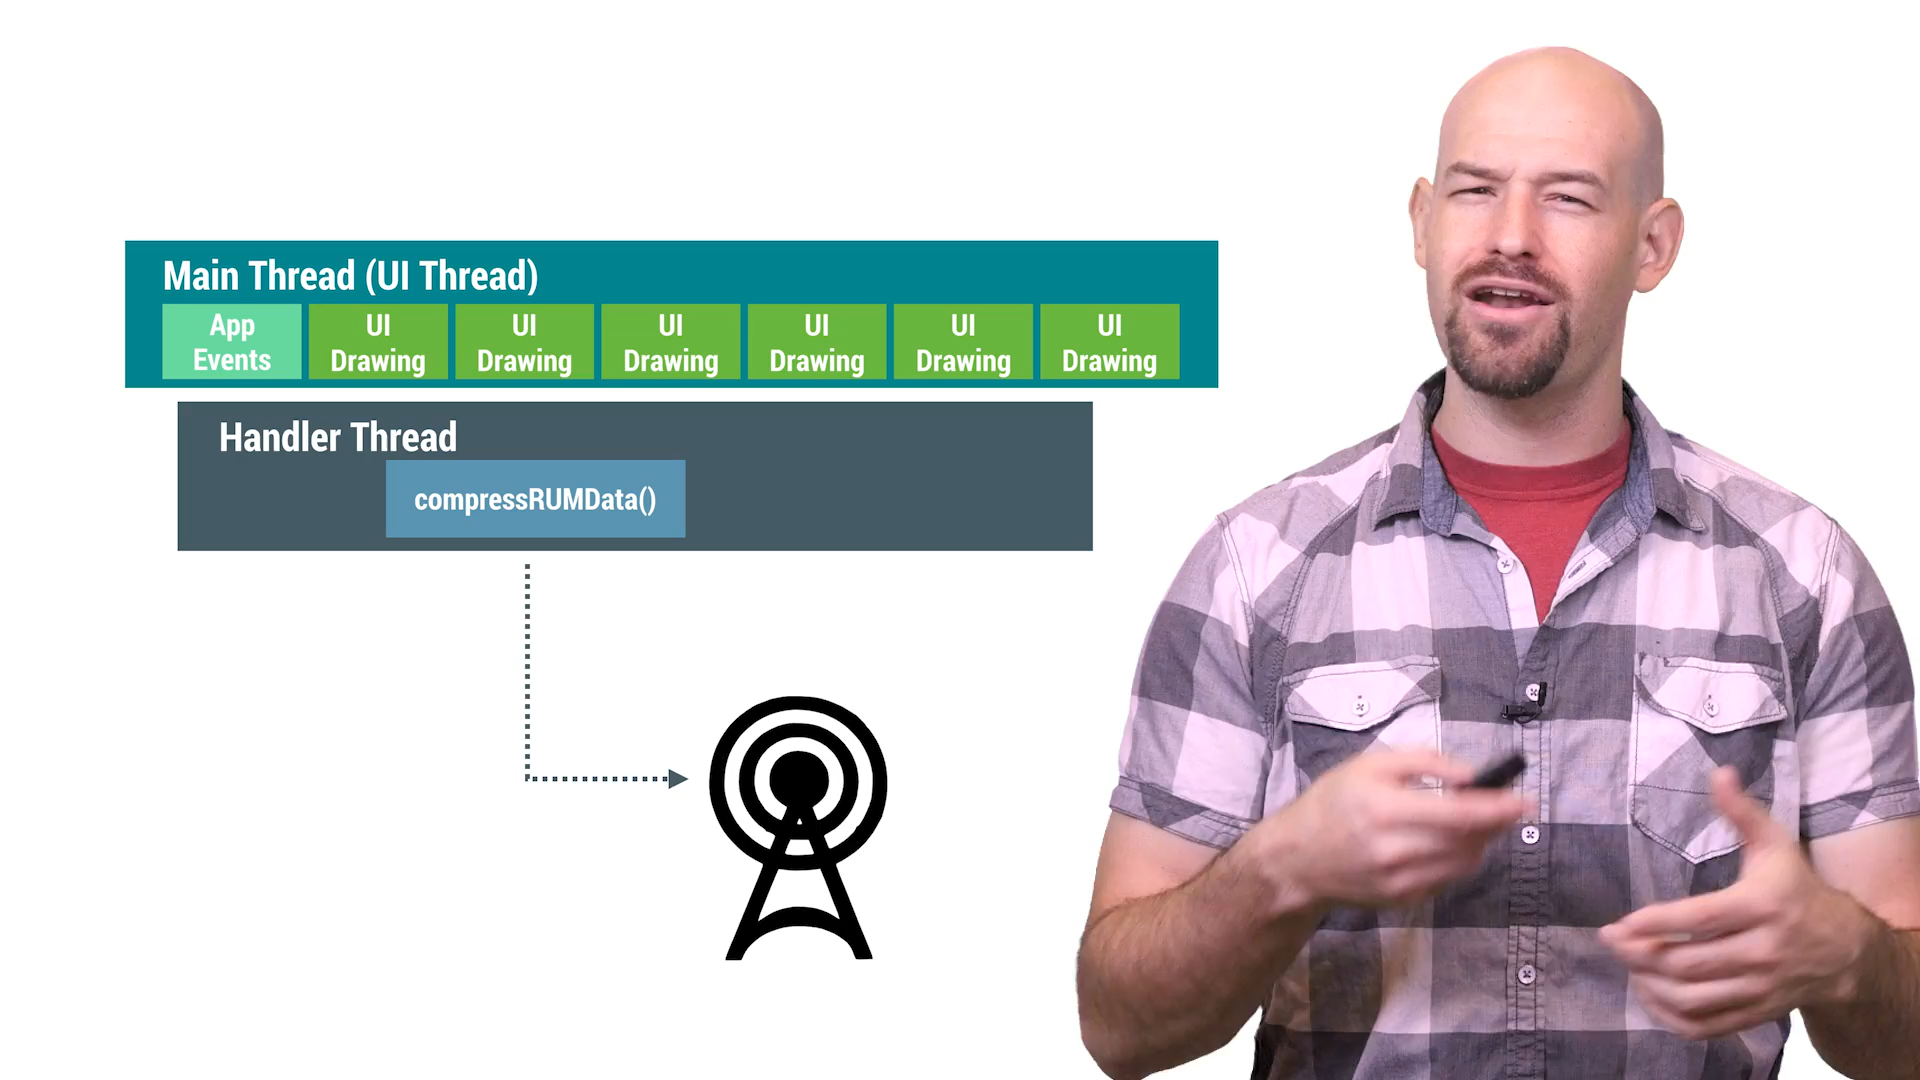 Main Thread (UI Thread)
App
Events
UI
Drawing
UI
Drawing
UI
Drawing
UI
Drawing
UI
Drawing
UI
Drawing
Handler Thread
compressRUMData()